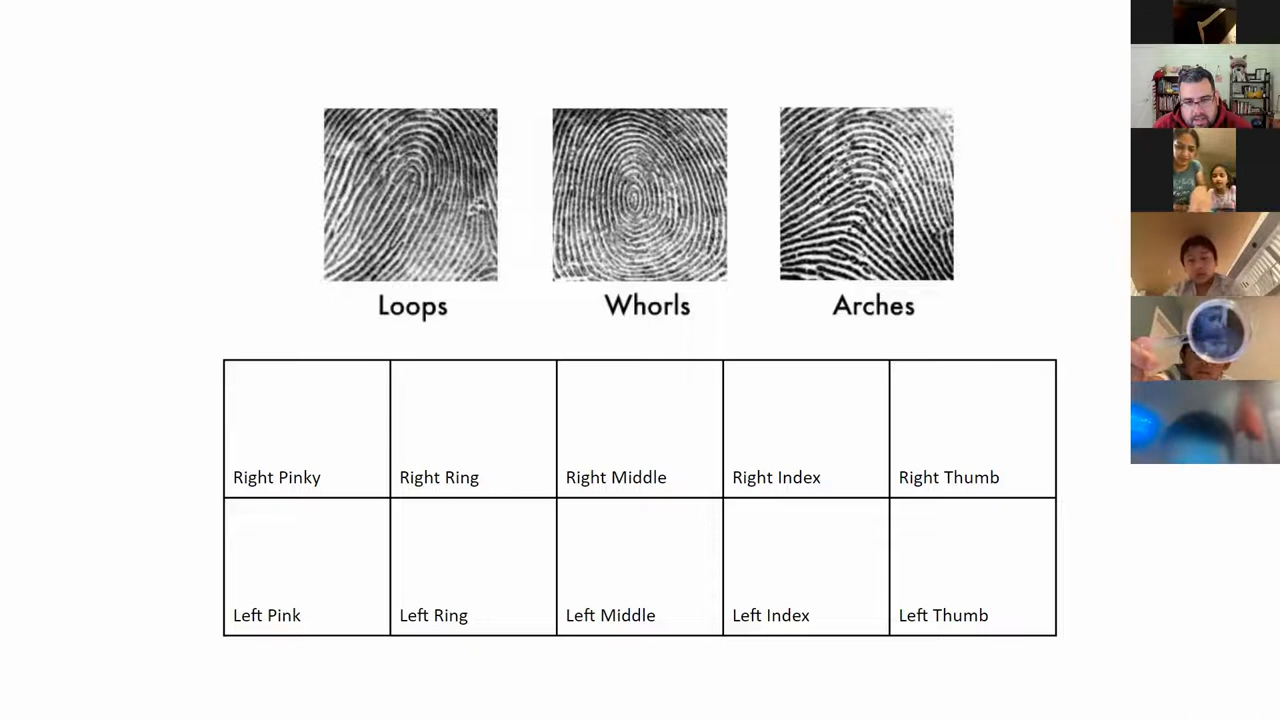 Loops Whorls Arches
Right Pinky Right Ring Right Middle Right Index Right Thumb
Left Pink Left Ring Left Middle Left Index Left Thumb